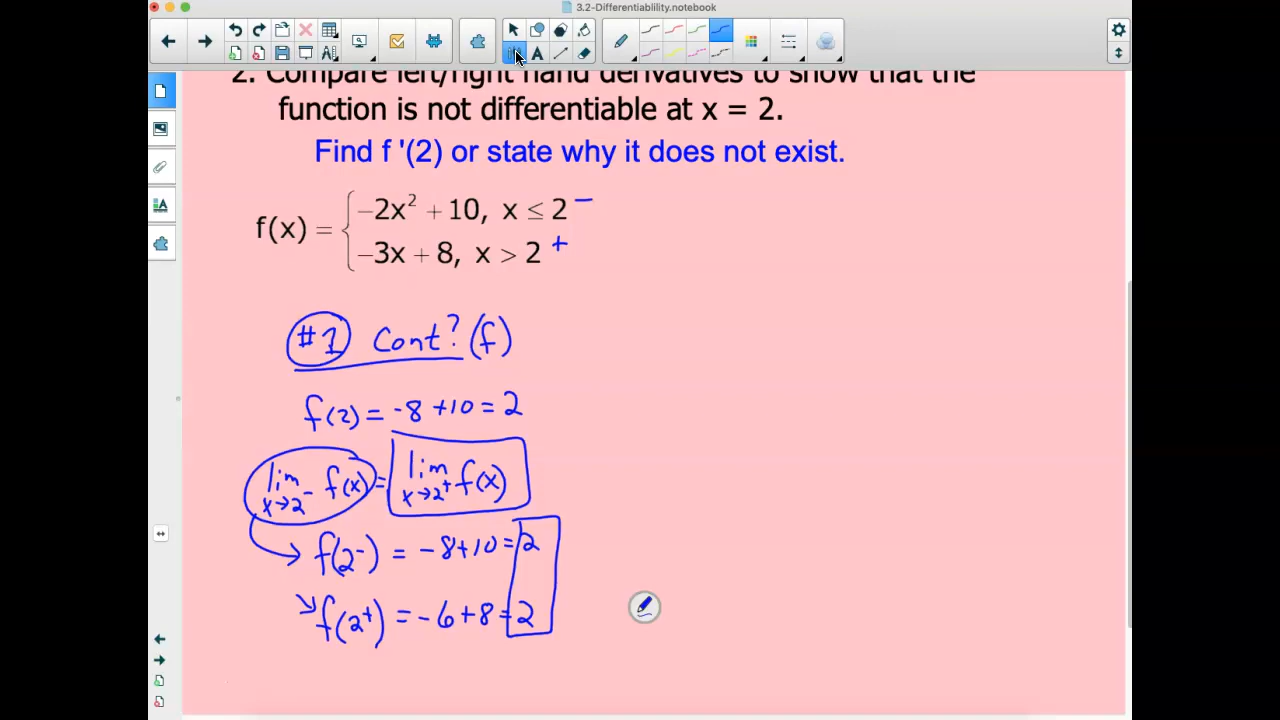 3.2-Differentiablility.notebook
2. Compare left/right hand derivatives to show that the
function is not differentiable at x = 2.
Find f '(2) or state why it does not exist.
f(x) = { −2x² + 10, x ≤ 2 −
−3x + 8, x > 2 +
#1 Cont? (f)
f(2) = -8 +10 = 2
lim x→2⁻ f(x) = lim x→2⁺ f(x)
→ f(2⁻) = -8+10 = 2
↘ f(2⁺) = -6+8 = 2